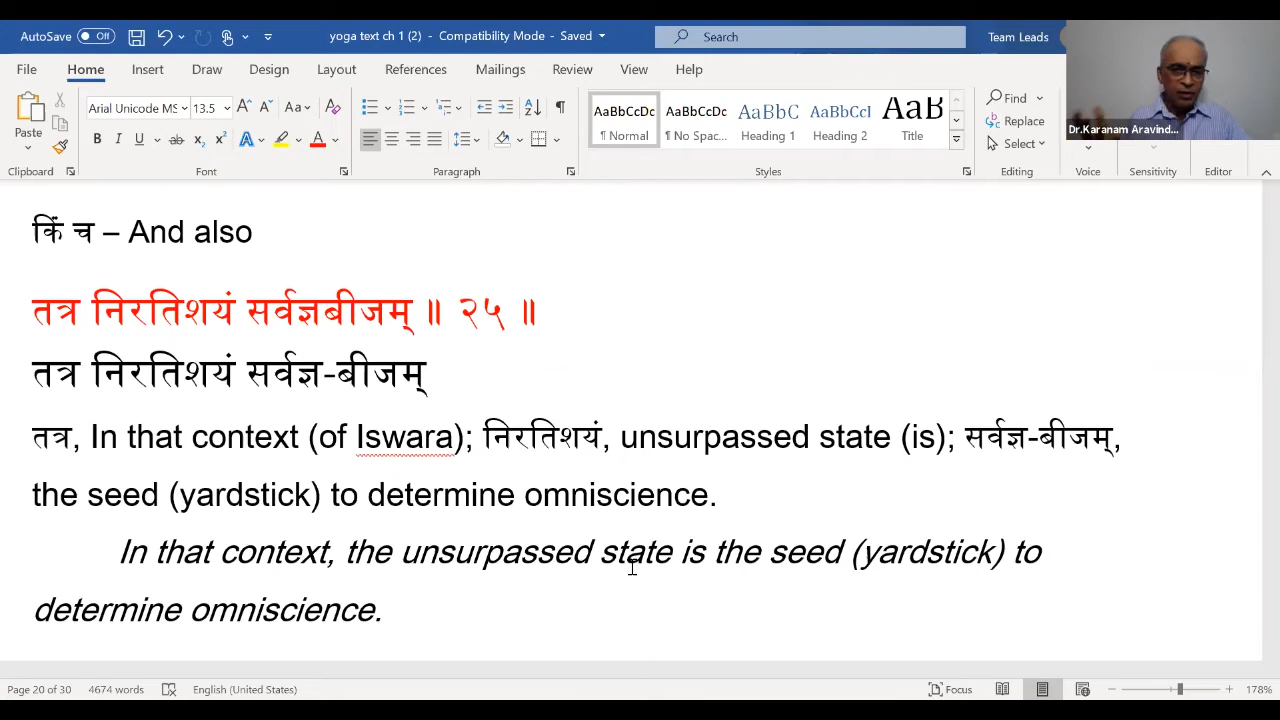 AutoSave Off yoga text ch 1 (2) - Compatibility Mode - Saved Search Team Leads
File Home Insert Draw Design Layout References Mailings Review View Help
Arial Unicode MS 13.5 Aa AaBbCcDc AaBbCcDc AaBbC AaBbCcI AaB Find
Paste Replace
B I U ab x₂ x² A A ¶ Normal ¶ No Spac... Heading 1 Heading 2 Title Select
Dr.Karanam Aravind...
Clipboard Font Paragraph Styles Editing Voice Sensitivity Editor
किं च – And also
तत्र निरतिशयं सर्वज्ञबीजम् ॥ २५ ॥
तत्र निरतिशयं सर्वज्ञ-बीजम्
तत्र, In that context (of Iswara); निरतिशयं, unsurpassed state (is); सर्वज्ञ-बीजम्,
the seed (yardstick) to determine omniscience.
In that context, the unsurpassed state is the seed (yardstick) to
determine omniscience.
Page 20 of 30 4674 words English (United States) Focus 178%